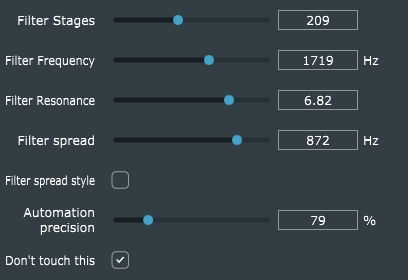 Filter Stages 209
Filter Frequency 1719 Hz
Filter Resonance 6.82
Filter spread 872 Hz
Filter spread style
Automation
precision 79 %
Don't touch this